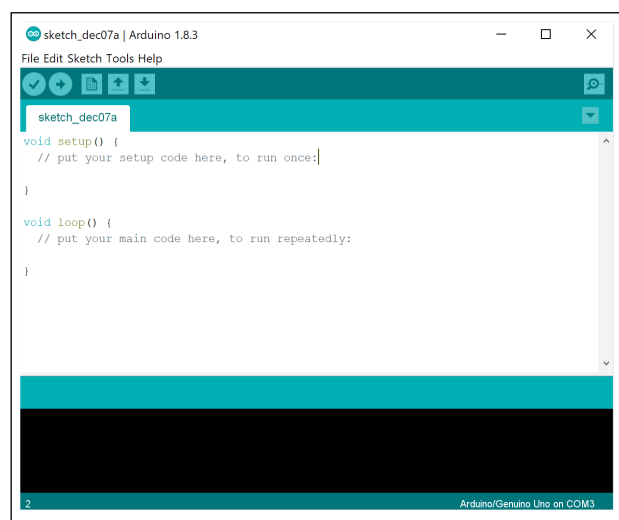 sketch_dec07a | Arduino 1.8.3
File Edit Sketch Tools Help
sketch_dec07a
void setup() {
  // put your setup code here, to run once:

}

void loop() {
  // put your main code here, to run repeatedly:

}
2
Arduino/Genuino Uno on COM3